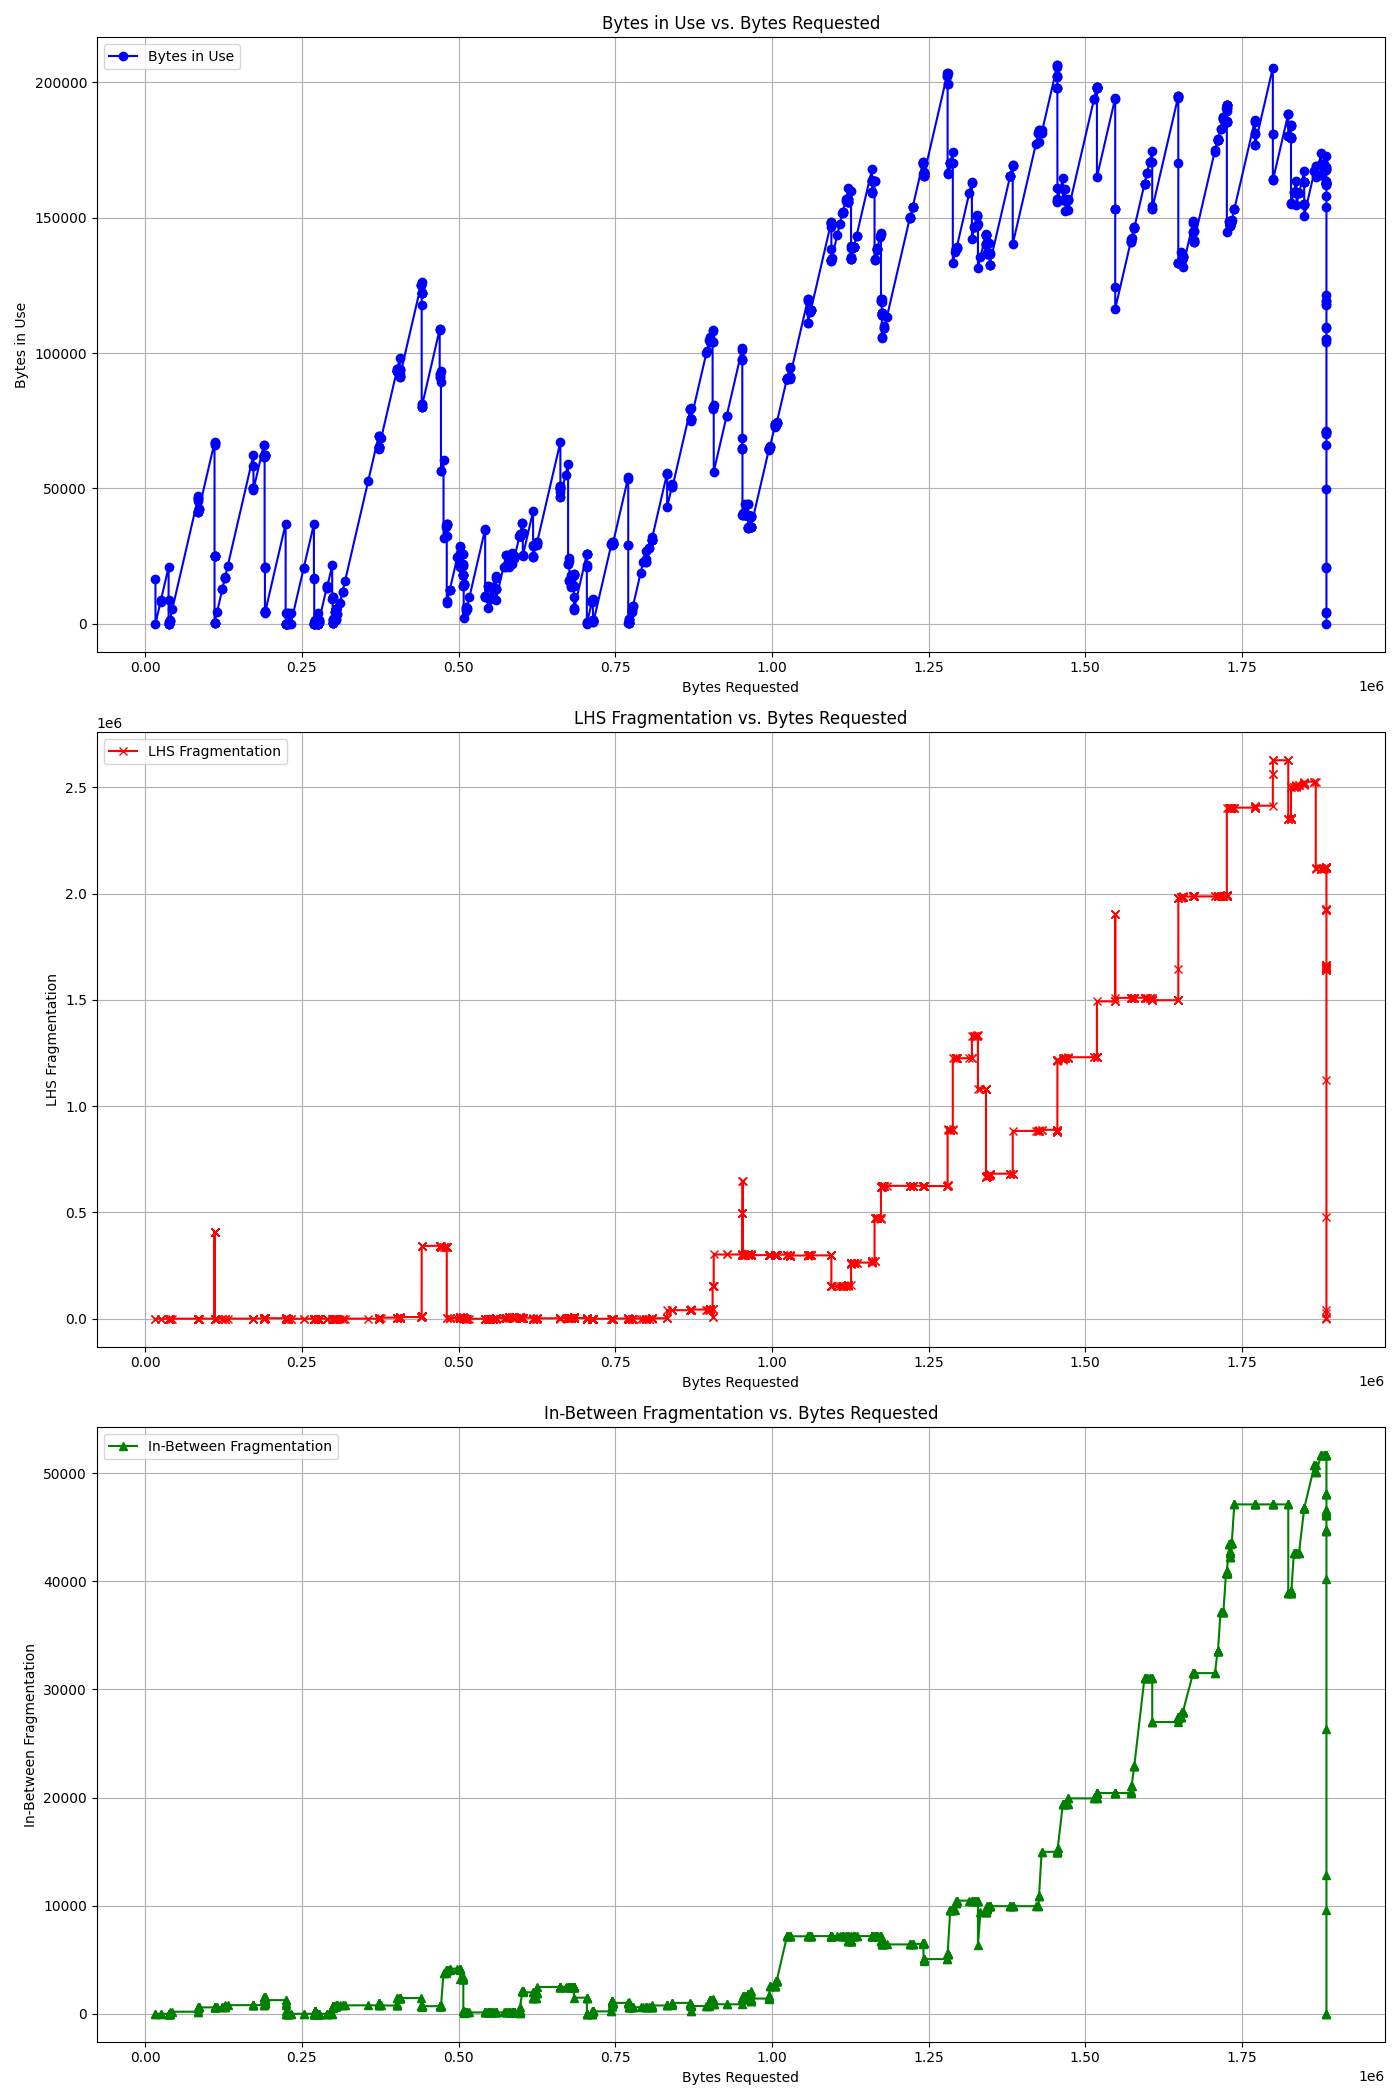 Bytes in Use vs. Bytes Requested
Bytes in Use
200000
150000
100000
50000
0
Bytes in Use
0.00 0.25 0.50 0.75 1.00 1.25 1.50 1.75
1e6
Bytes Requested
LHS Fragmentation vs. Bytes Requested
1e6
LHS Fragmentation
2.5
2.0
1.5
1.0
0.5
0.0
LHS Fragmentation
0.00 0.25 0.50 0.75 1.00 1.25 1.50 1.75
1e6
Bytes Requested
In-Between Fragmentation vs. Bytes Requested
In-Between Fragmentation
50000
40000
30000
20000
10000
0
In-Between Fragmentation
0.00 0.25 0.50 0.75 1.00 1.25 1.50 1.75
1e6
Bytes Requested